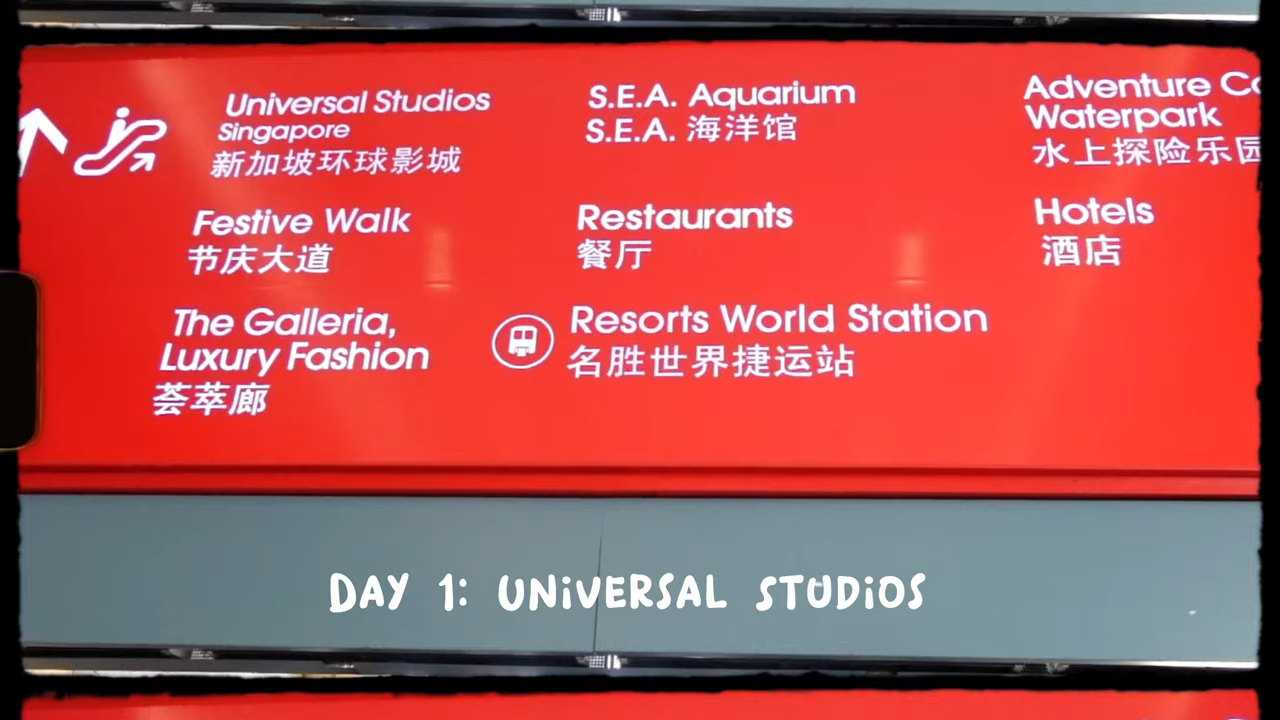 Universal Studios
Singapore
新加坡环球影城
S.E.A. Aquarium
S.E.A. 海洋馆
Adventure
Waterpark
水上探险乐园
Festive Walk
节庆大道
Restaurants
餐厅
Hotels
酒店
The Galleria,
Luxury Fashion
荟萃廊
Resorts World Station
名胜世界捷运站
DAY 1: UNIVERSAL STUDIOS